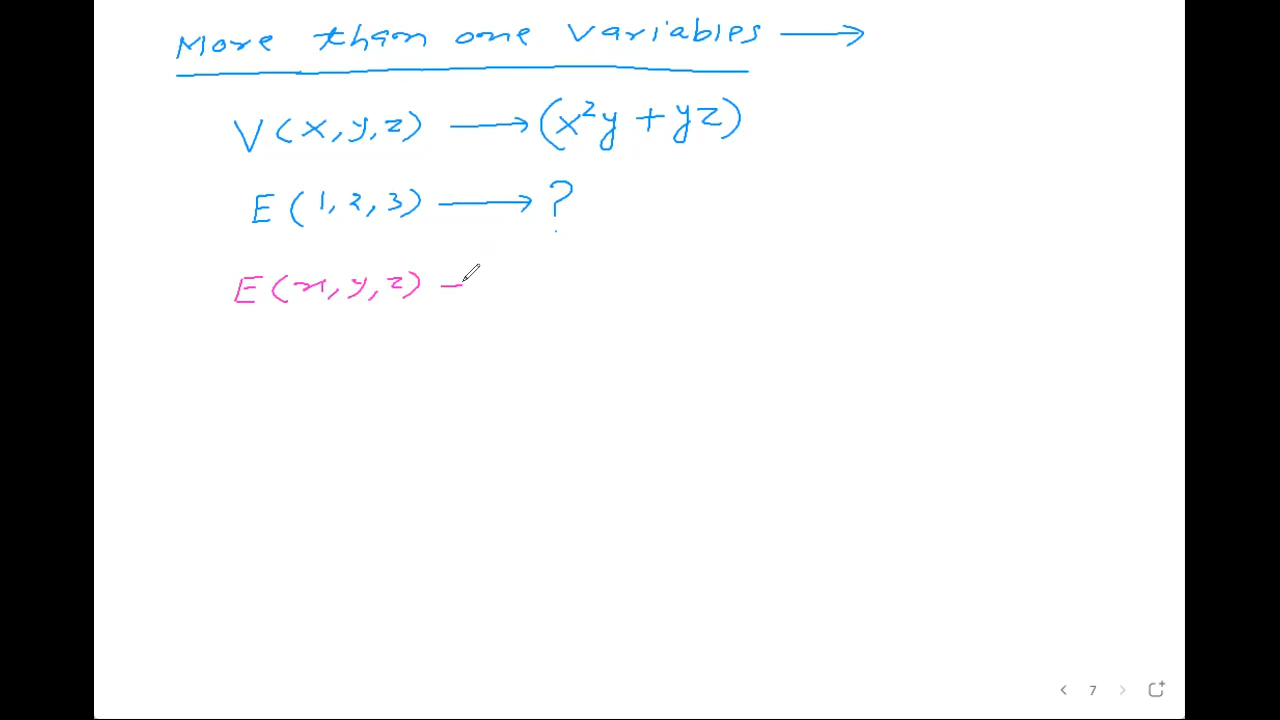 More than one variables ⟶
V (x, y, z) ⟶ (x²y + yz)
E (1, 2, 3) ⟶ ?
E (x, y, z) –
< 7 >